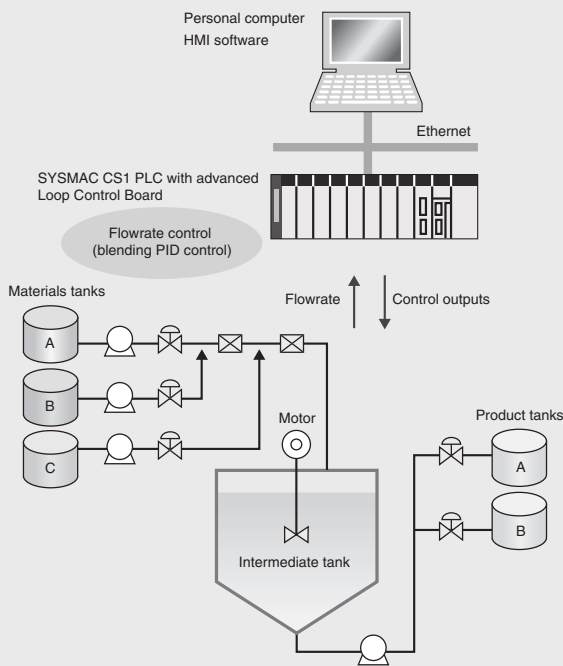 Personal computer
HMI software
Ethernet
SYSMAC CS1 PLC with advanced
Loop Control Board
Flowrate control
(blending PID control)
Flowrate
Control outputs
Materials tanks
A
B
C
Motor
Intermediate tank
Product tanks
A
B